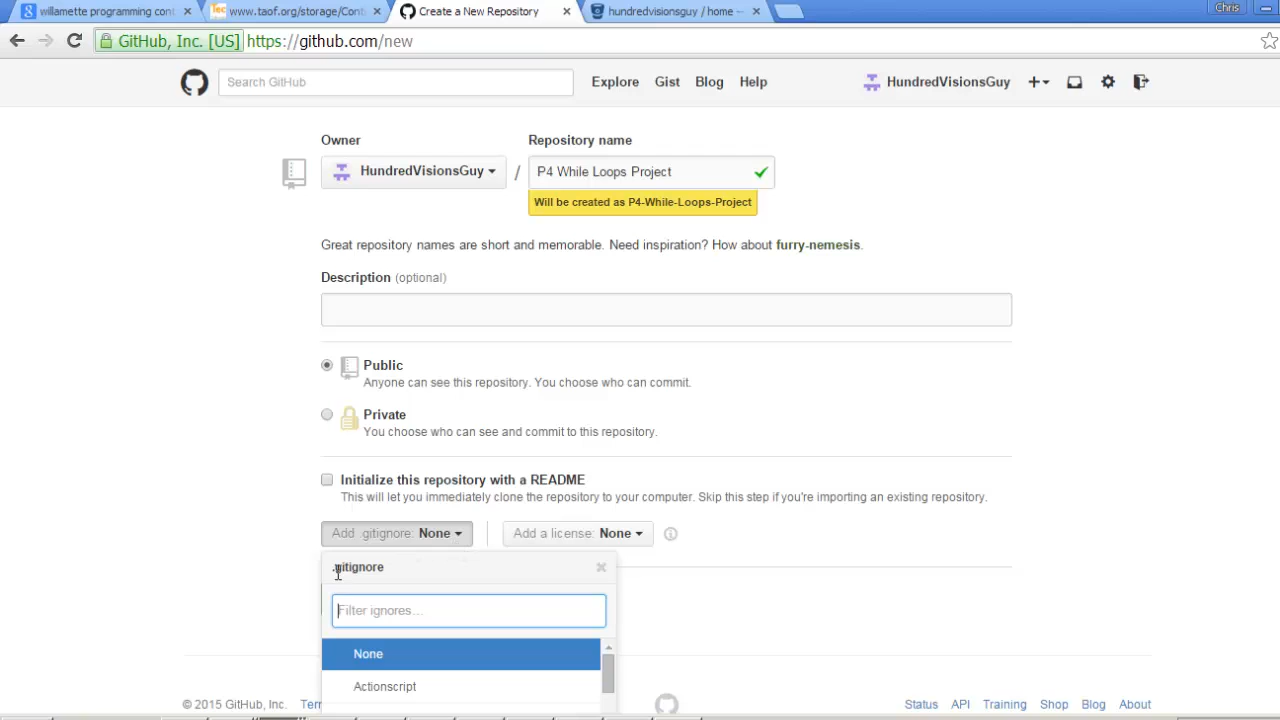 willamette programming cont
www.taof.org/storage/Cont
Create a New Repository
hundredvisionsguy / home
Chris
GitHub, Inc. [US] https://github.com/new
Search GitHub
Explore Gist Blog Help
HundredVisionsGuy
Owner
Repository name
HundredVisionsGuy / P4 While Loops Project
Will be created as P4-While-Loops-Project
Great repository names are short and memorable. Need inspiration? How about furry-nemesis.
Description (optional)
Public
Anyone can see this repository. You choose who can commit.
Private
You choose who can see and commit to this repository.
Initialize this repository with a README
This will let you immediately clone the repository to your computer. Skip this step if you're importing an existing repository.
Add .gitignore: None
Add a license: None
.gitignore
Filter ignores...
None
Actionscript
© 2015 GitHub, Inc.
Status API Training Shop Blog About